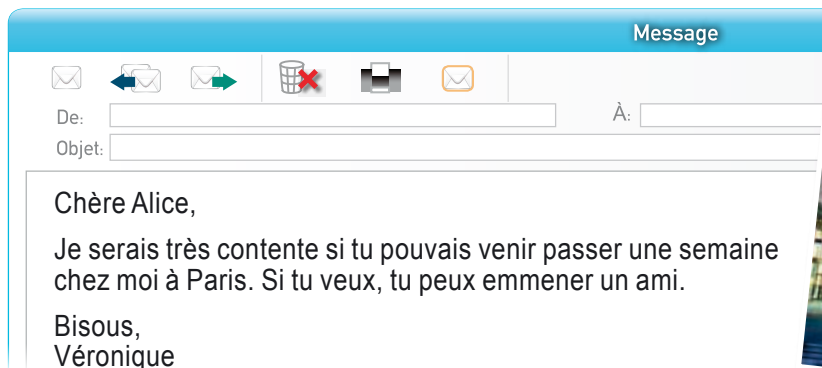 Message
De:
À:
Objet:
Chère Alice,
Je serais très contente si tu pouvais venir passer une semaine
chez moi à Paris. Si tu veux, tu peux emmener un ami.
Bisous,
Véronique